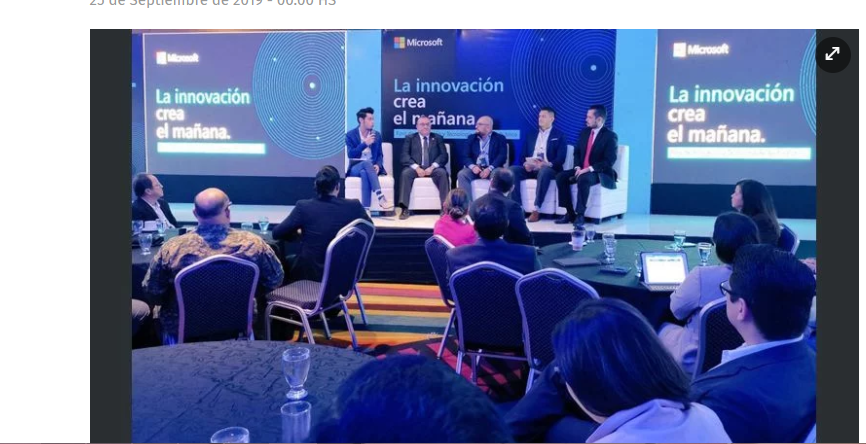 25 de Septiembre de 2019 - 00:00 HS
Microsoft
La innovación
crea
el mañana.
Microsoft
La innovación
crea
el mañana.
Microsoft
La innovación
crea
el mañana.